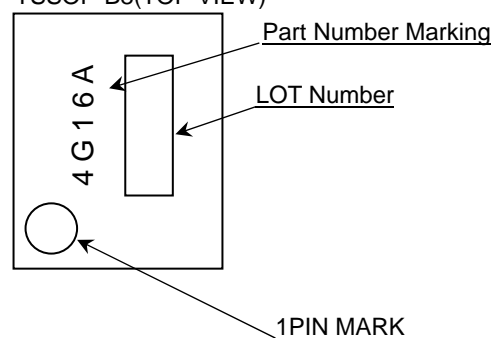 TSSOP-B8(TOP VIEW)
Part Number Marking
LOT Number
4G16A
1PIN MARK